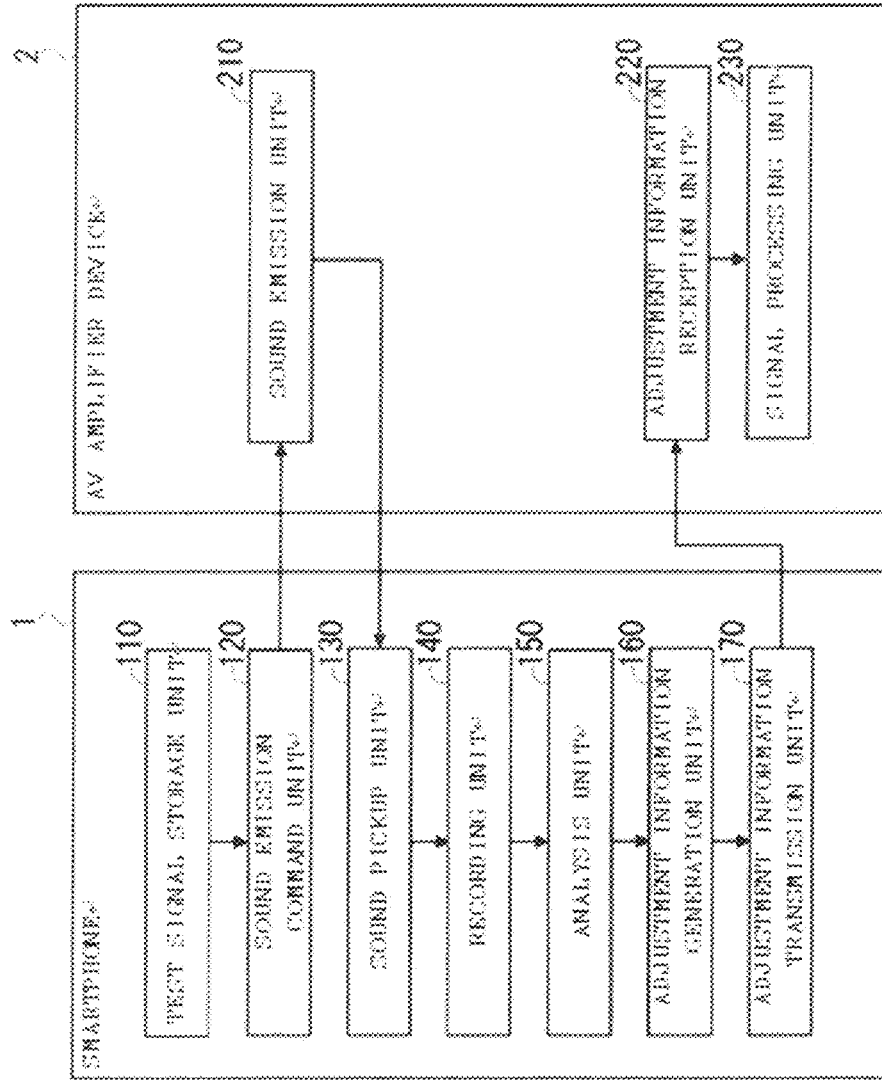 1
SMARTPHONE
110
TEST SIGNAL STORAGE UNIT
120
SOUND EMISSION
COMMAND UNIT
130
SOUND PICKUP UNIT
140
RECORDING UNIT
150
ANALYSIS UNIT
160
ADJUSTMENT INFORMATION
GENERATION UNIT
170
ADJUSTMENT INFORMATION
TRANSMISSION UNIT
2
AV AMPLIFIER DEVICE
210
SOUND EMISSION UNIT
220
ADJUSTMENT INFORMATION
RECEPTION UNIT
230
SIGNAL PROCESSING UNIT